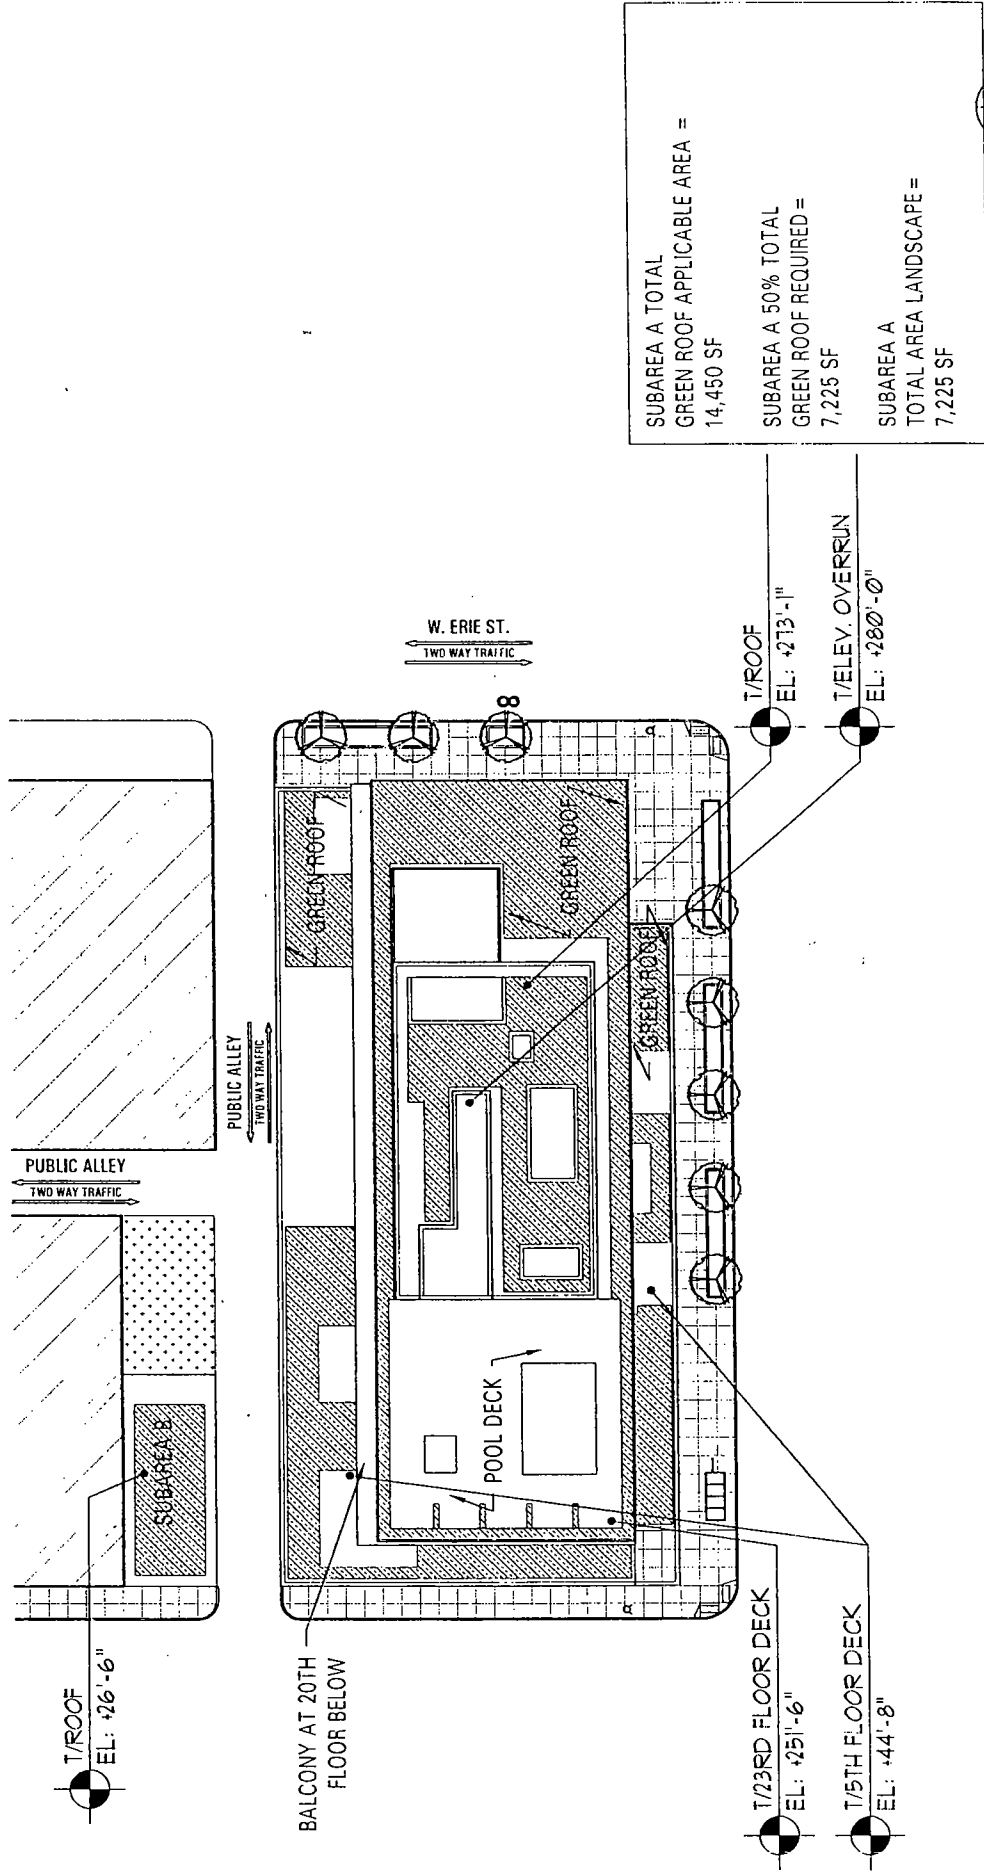 PUBLIC ALLEY
TWO WAY TRAFFIC
SUBAREA B
T/ROOF
EL: +26'-6"
PUBLIC ALLEY
TWO WAY TRAFFIC
W. ERIE ST.
TWO WAY TRAFFIC
8
GREEN ROOF
GREEN ROOF
GREEN ROOF
POOL DECK
BALCONY AT 20TH
FLOOR BELOW
T/ROOF
EL: +273'-1"
T/ELEV. OVERRUN
EL: +280'-0"
T/23RD FLOOR DECK
EL: +251'-6"
T/5TH FLOOR DECK
EL: +44'-8"
SUBAREA A TOTAL
GREEN ROOF APPLICABLE AREA =
14,450 SF
SUBAREA A 50% TOTAL
GREEN ROOF REQUIRED =
7,225 SF
SUBAREA A
TOTAL AREA LANDSCAPE =
7,225 SF